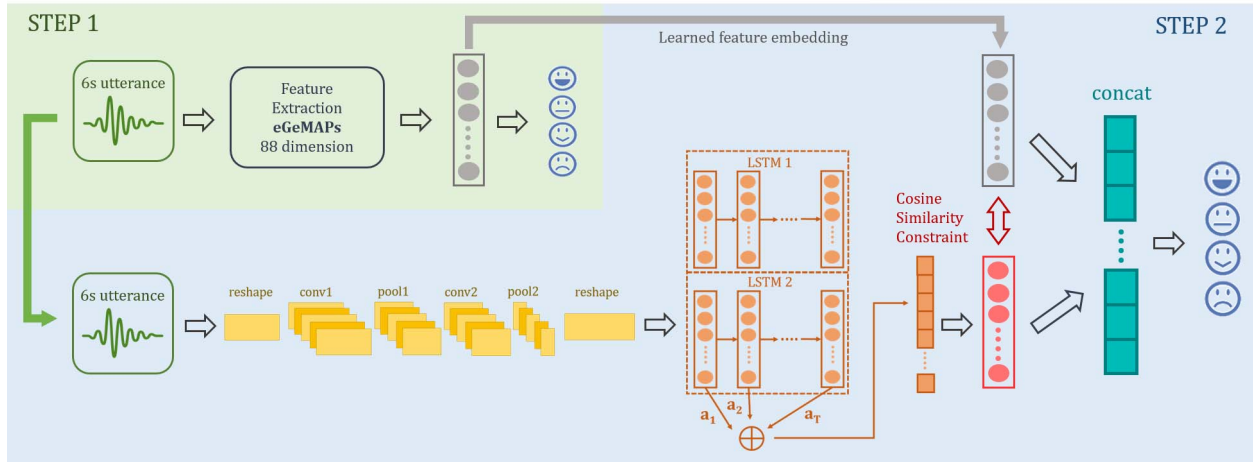 STEP 1
STEP 2
Learned feature embedding
6s utterance
Feature
Extraction
eGeMAPs
88 dimension
concat
LSTM 1
Cosine
Similarity
Constraint
LSTM 2
6s utterance
reshape
conv1
pool1
conv2
pool2
reshape
a1
a2
aT